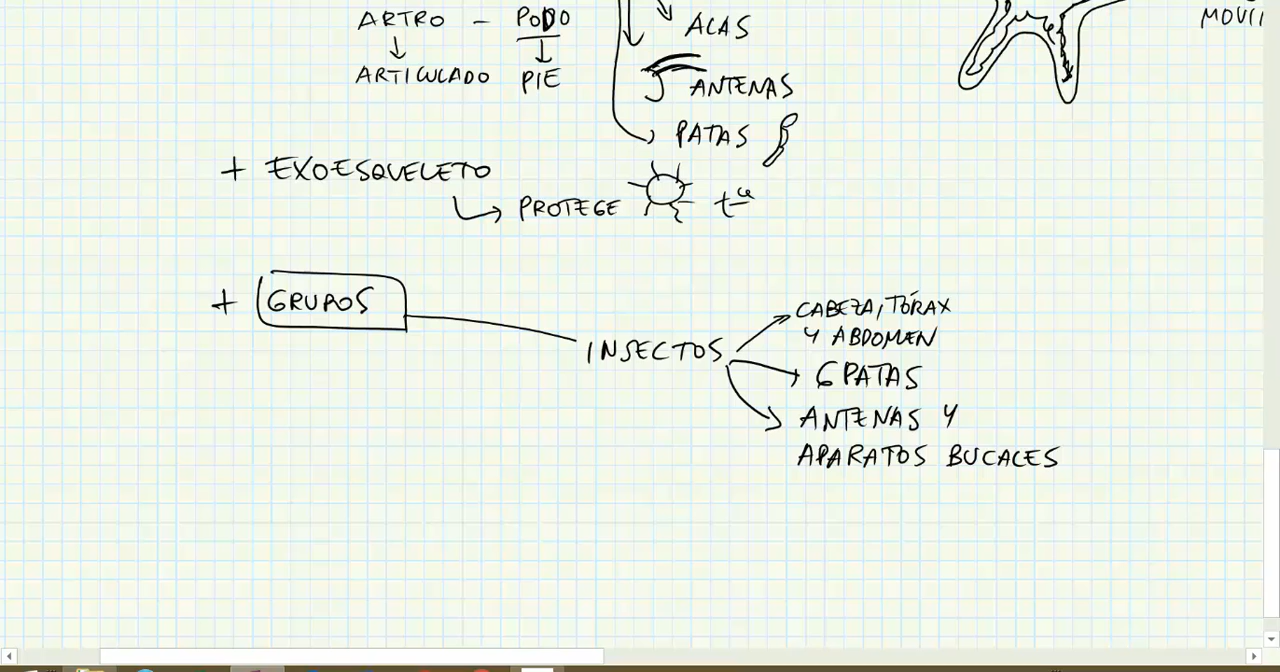 ARTRO - PODO
ARTICULADO PIE
ALAS
ANTENAS
PATAS
+ EXOESQUELETO
PROTEGE tª
+ GRUPOS
INSECTOS
CABEZA, TÓRAX
Y ABDOMEN
6 PATAS
ANTENAS Y
APARATOS BUCALES